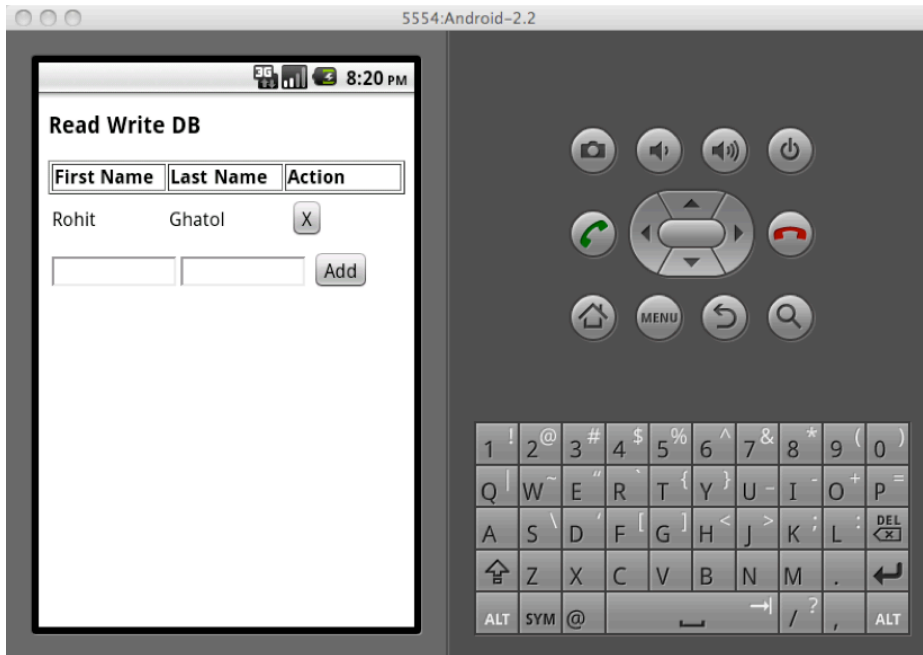 5554:Android-2.2
3G 8:20 PM
Read Write DB
First Name Last Name Action
Rohit Ghatol X
Add
MENU
1 ! 2 @ 3 # 4 $ 5 % 6 ^ 7 & 8 * 9 ( 0 )
Q | W ~ E " R ` T { Y } U _ I - O + P =
A S \ D ' F [ G ] H < J > K ; L : DEL
Z X C V B N M .
ALT SYM @ / ? , ALT